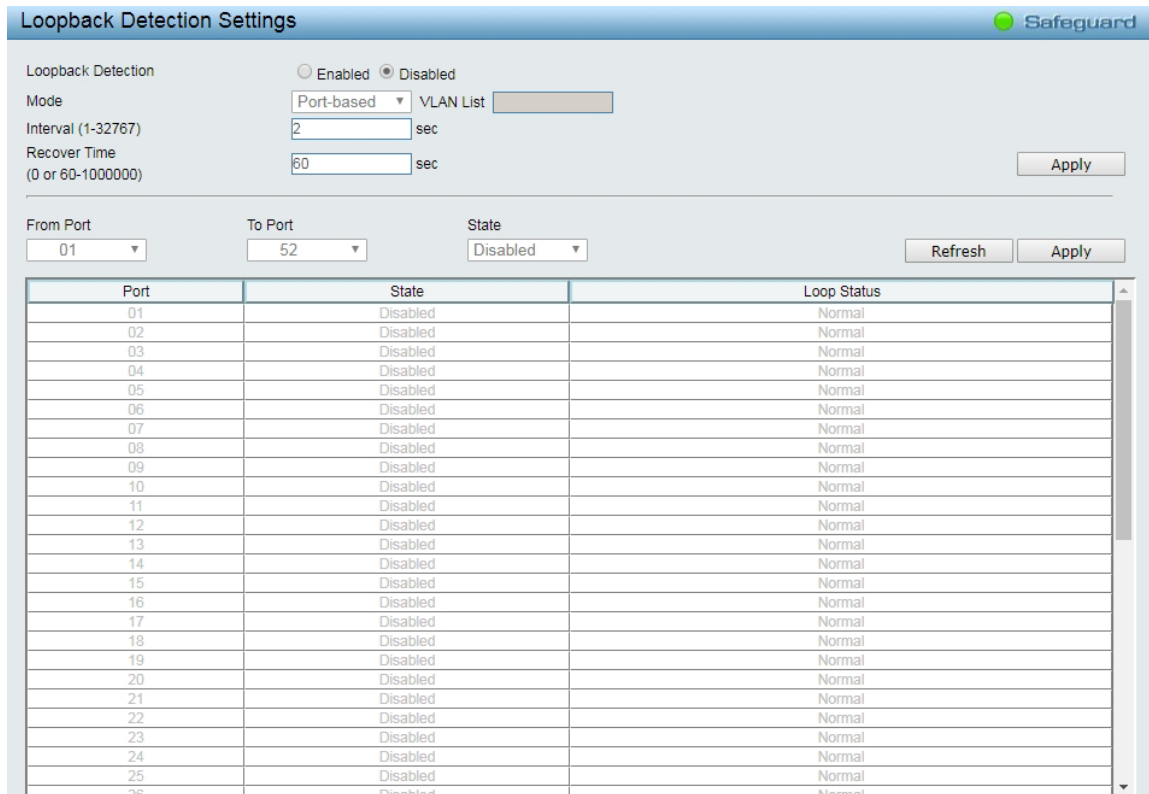 Loopback Detection Settings
Safeguard
Loopback Detection Enabled Disabled
Mode Port-based VLAN List
Interval (1-32767) 2 sec
Recover Time
(0 or 60-1000000) 60 sec Apply
From Port To Port State
01 52 Disabled Refresh Apply
Port State Loop Status
01 Disabled Normal
02 Disabled Normal
03 Disabled Normal
04 Disabled Normal
05 Disabled Normal
06 Disabled Normal
07 Disabled Normal
08 Disabled Normal
09 Disabled Normal
10 Disabled Normal
11 Disabled Normal
12 Disabled Normal
13 Disabled Normal
14 Disabled Normal
15 Disabled Normal
16 Disabled Normal
17 Disabled Normal
18 Disabled Normal
19 Disabled Normal
20 Disabled Normal
21 Disabled Normal
22 Disabled Normal
23 Disabled Normal
24 Disabled Normal
25 Disabled Normal
26 Disabled Normal